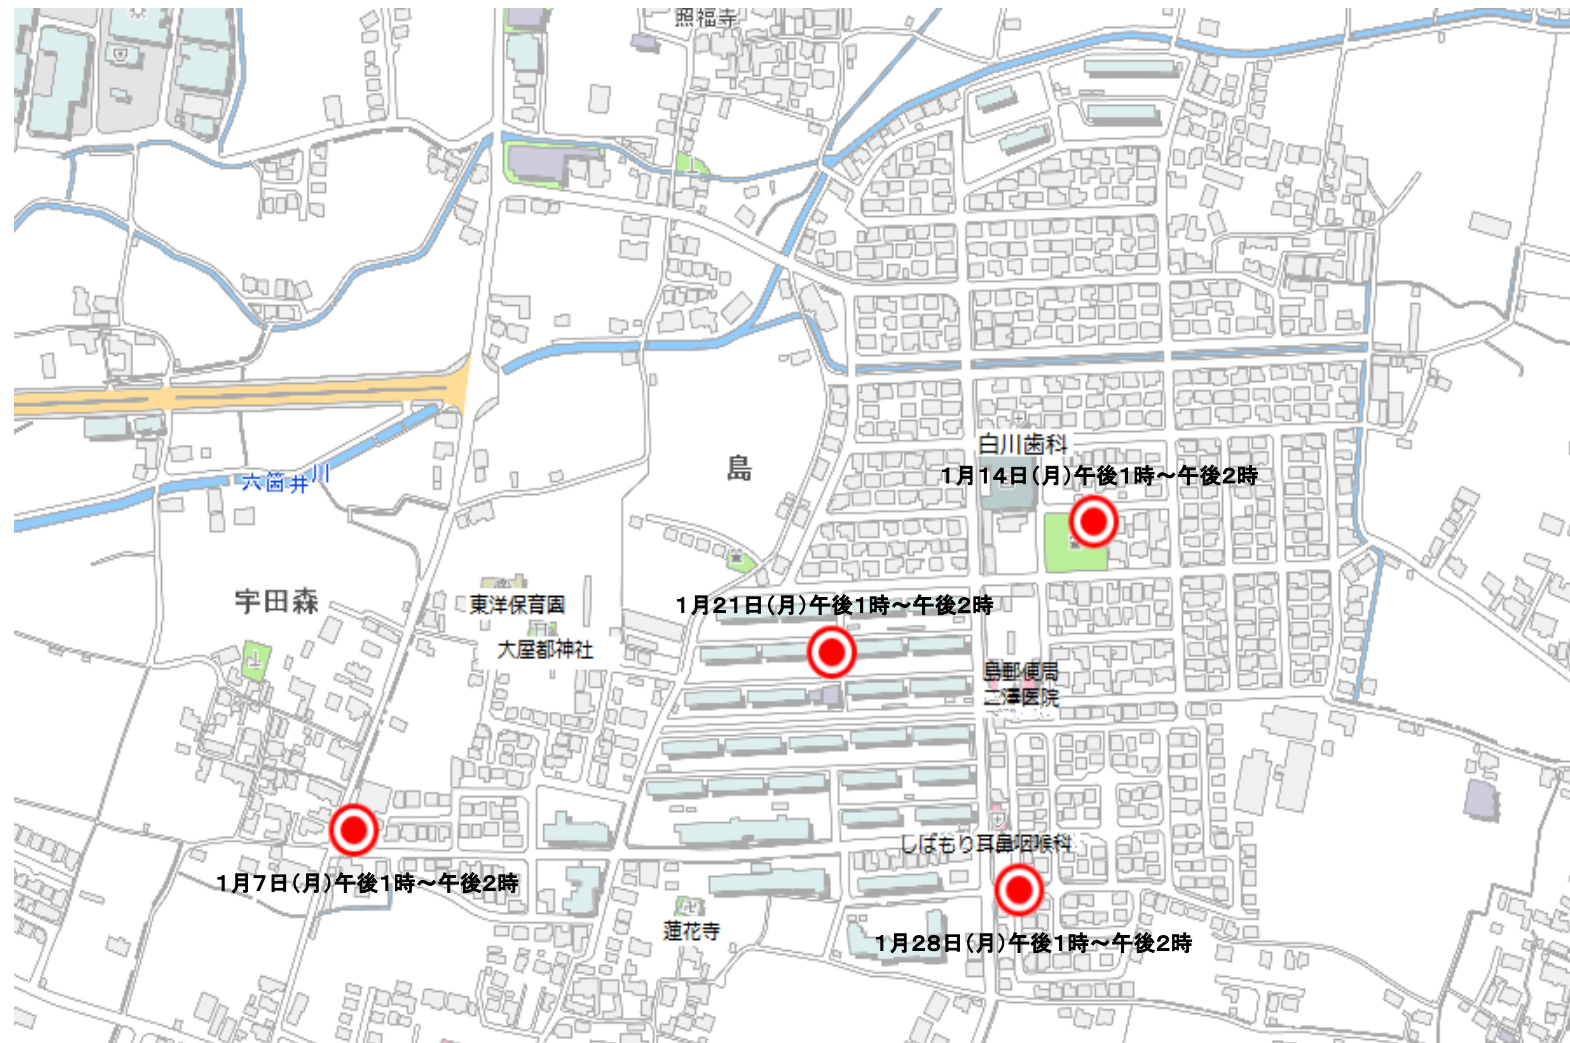 照福寺
白川歯科
1月14日(月)午後1時～午後2時
島
六箇井川
宇田森
東洋保育園
1月21日(月)午後1時～午後2時
大屋都神社
島郵便局
三澤医院
しばもり耳鼻咽喉科
1月7日(月)午後1時～午後2時
蓮花寺
1月28日(月)午後1時～午後2時